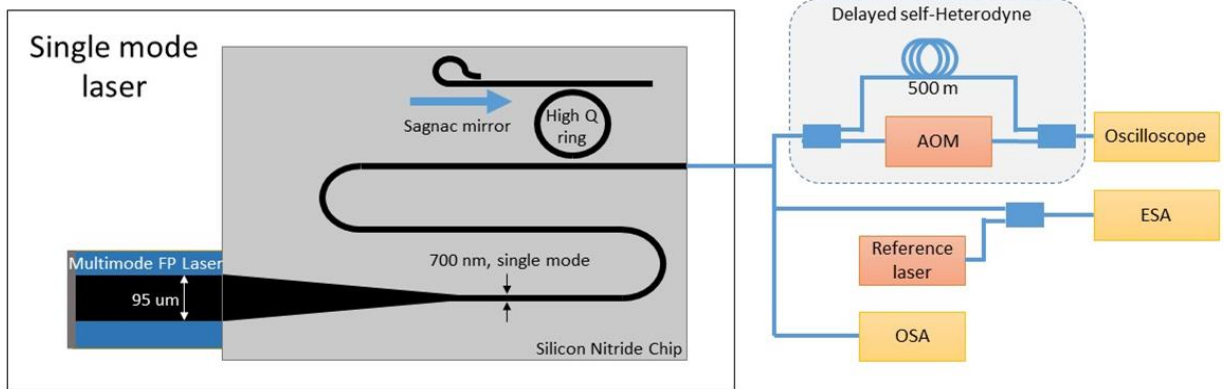 Single mode
laser
Sagnac mirror
High Q
ring
Multimode FP Laser
95 um
700 nm, single mode
Silicon Nitride Chip
Delayed self-Heterodyne
500 m
AOM
Oscilloscope
ESA
Reference
laser
OSA